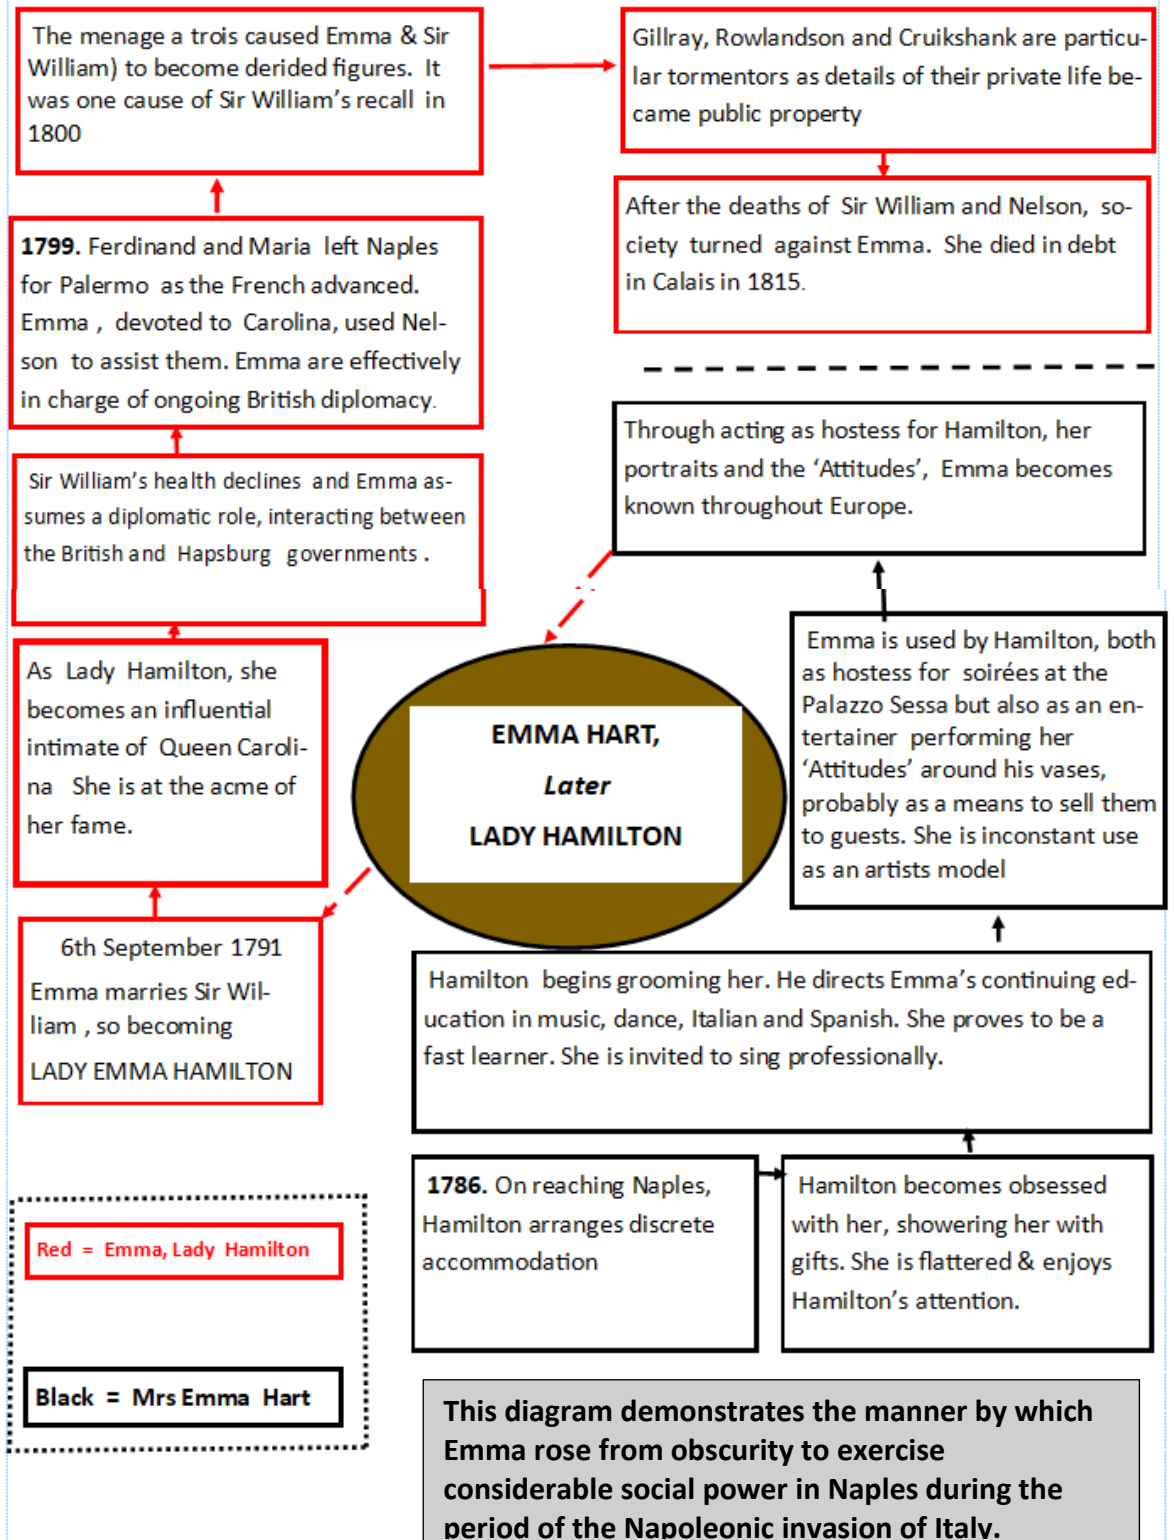 The menage a trois caused Emma & Sir
William) to become derided figures.  It
was one cause of Sir William's recall in
1800
Gillray, Rowlandson and Cruikshank are particu-
lar tormentors as details of their private life be-
came public property
After the deaths of Sir William and Nelson, so-
ciety turned against Emma. She died in debt
in Calais in 1815.
1799. Ferdinand and Maria left Naples
for Palermo as the French advanced.
Emma , devoted to Carolina, used Nel-
son to assist them. Emma are effectively
in charge of ongoing British diplomacy.
Sir William's health declines and Emma as-
sumes a diplomatic role, interacting between
the British and Hapsburg governments .
As Lady Hamilton, she
becomes an influential
intimate of Queen Caroli-
na She is at the acme of
her fame.
6th September 1791
Emma marries Sir Wil-
liam , so becoming
LADY EMMA HAMILTON
Through acting as hostess for Hamilton, her
portraits and the 'Attitudes', Emma becomes
known throughout Europe.
EMMA HART,
Later
LADY HAMILTON
Emma is used by Hamilton, both
as hostess for soirées at the
Palazzo Sessa but also as an en-
tertainer performing her
'Attitudes' around his vases,
probably as a means to sell them
to guests. She is inconstant use
as an artists model
Hamilton begins grooming her. He directs Emma's continuing ed-
ucation in music, dance, Italian and Spanish. She proves to be a
fast learner. She is invited to sing professionally.
1786. On reaching Naples,
Hamilton arranges discrete
accommodation
Hamilton becomes obsessed
with her, showering her with
gifts. She is flattered & enjoys
Hamilton's attention.
Red = Emma, Lady Hamilton
Black = Mrs Emma Hart
This diagram demonstrates the manner by which
Emma rose from obscurity to exercise
considerable social power in Naples during the
period of the Napoleonic invasion of Italy.